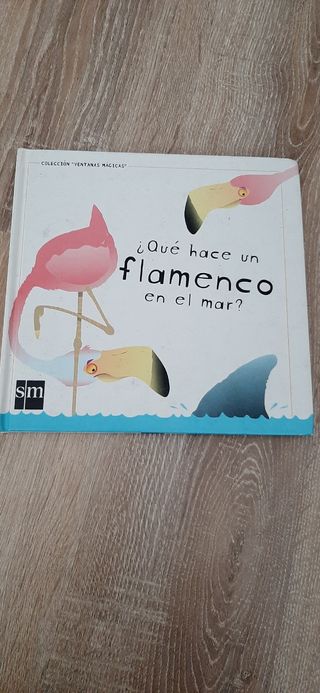 COLECCIÓN "VENTANAS MÁGICAS"
¿Qué hace un
flamenco
en el mar?
sm